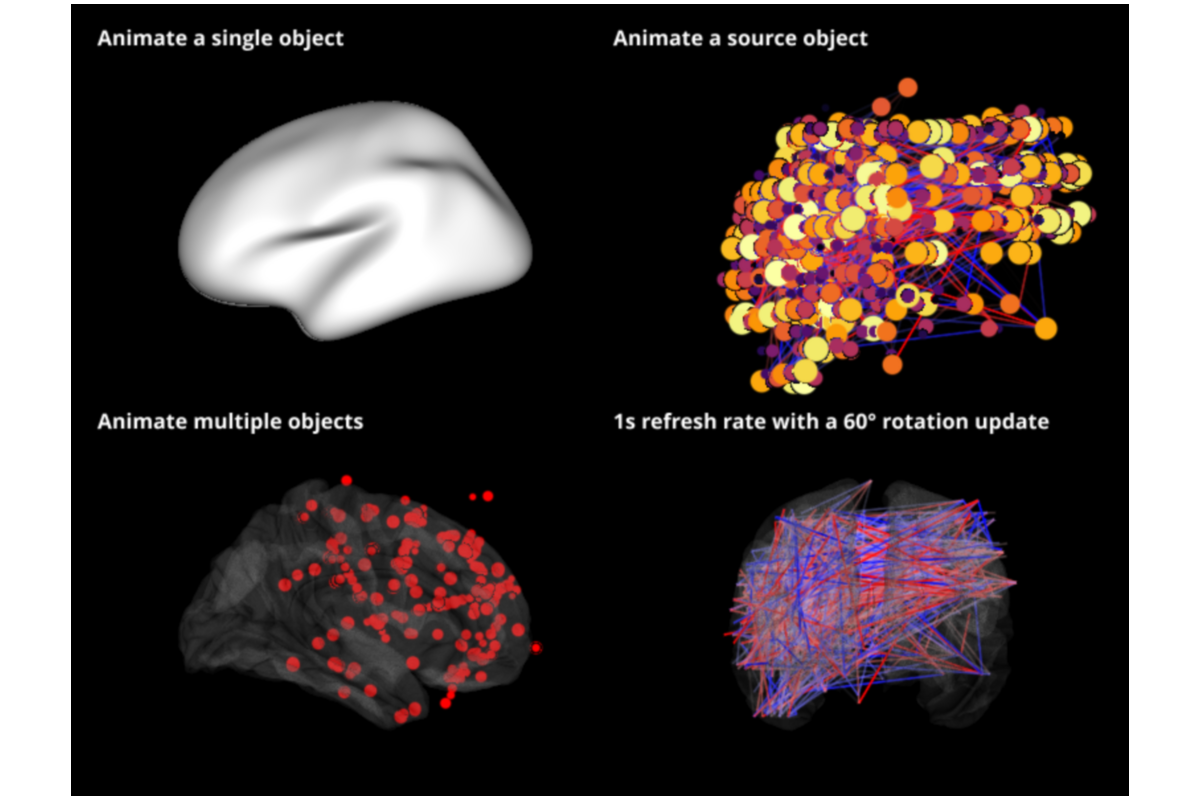 Animate a single object
Animate a source object
Animate multiple objects
1s refresh rate with a 60° rotation update